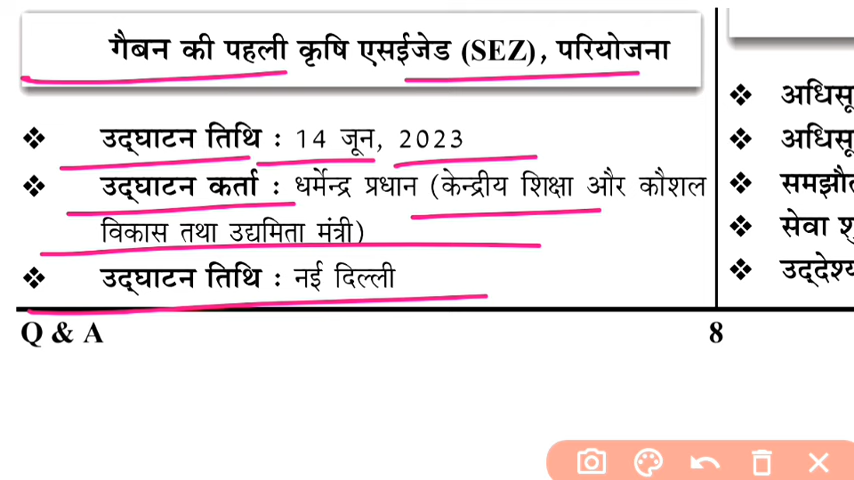 गैबन की पहली कृषि एसईजेड (SEZ), परियोजना
❖ उद्घाटन तिथि : 14 जून, 2023
❖ उद्घाटन कर्ता : धर्मेन्द्र प्रधान (केन्द्रीय शिक्षा और कौशल
विकास तथा उद्यमिता मंत्री)
❖ उद्घाटन तिथि : नई दिल्ली
Q & A 8
❖ अधिसू
❖ अधिसू
❖ समझौत
❖ सेवा शु
❖ उद्देश्य